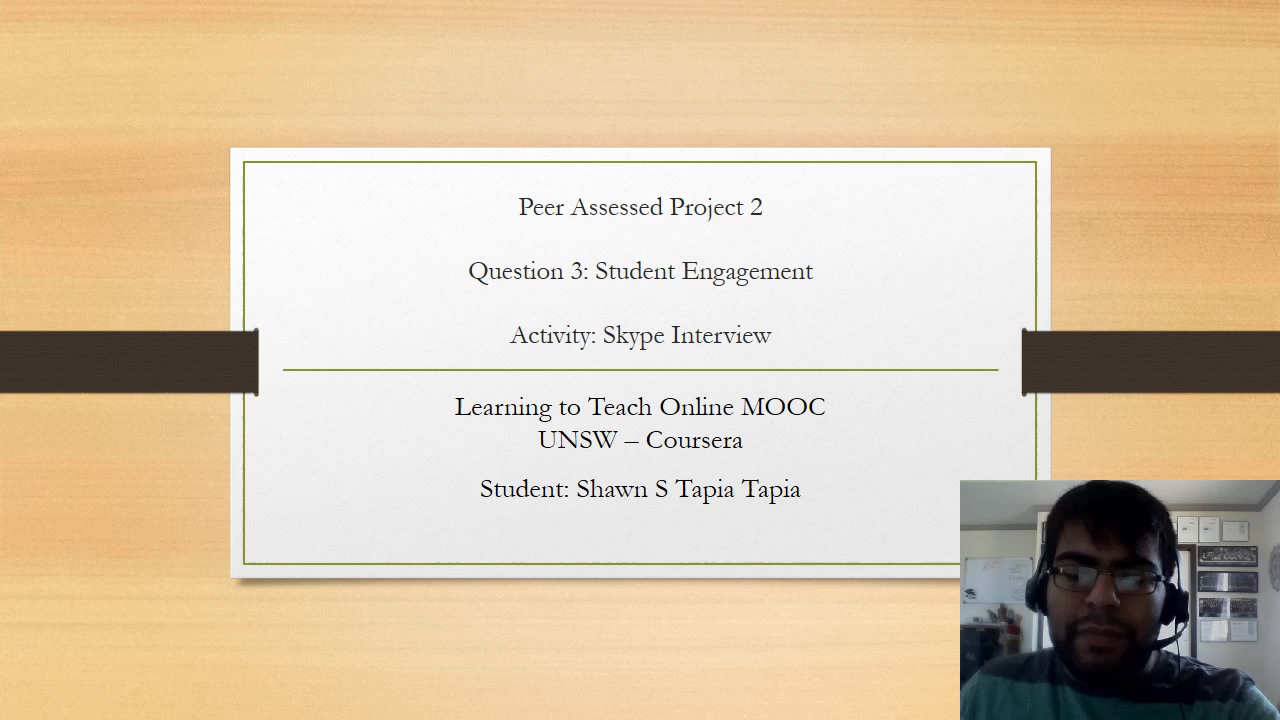 Peer Assessed Project 2
Question 3: Student Engagement
Activity: Skype Interview
Learning to Teach Online MOOC
UNSW – Coursera
Student: Shawn S Tapia Tapia